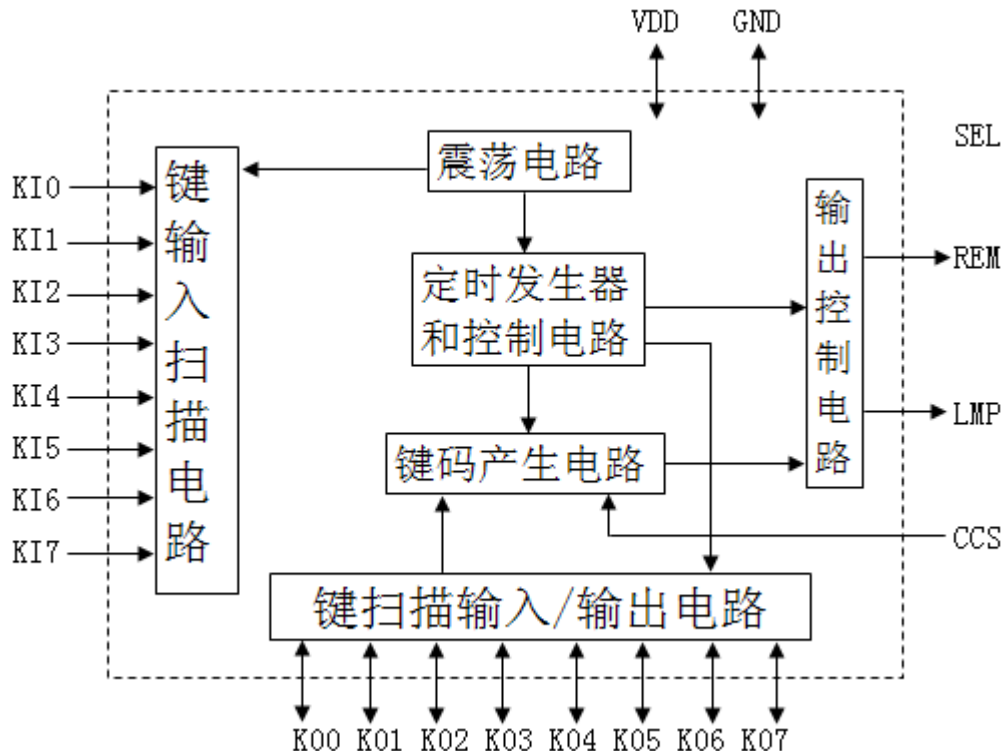 VDD GND
SEL
震荡电路
键输入扫描电路
KI0
KI1
KI2
KI3
KI4
KI5
KI6
KI7
定时发生器
和控制电路
输出控制电路
REM
LMP
键码产生电路
CCS
键扫描输入/输出电路
K00 K01 K02 K03 K04 K05 K06 K07